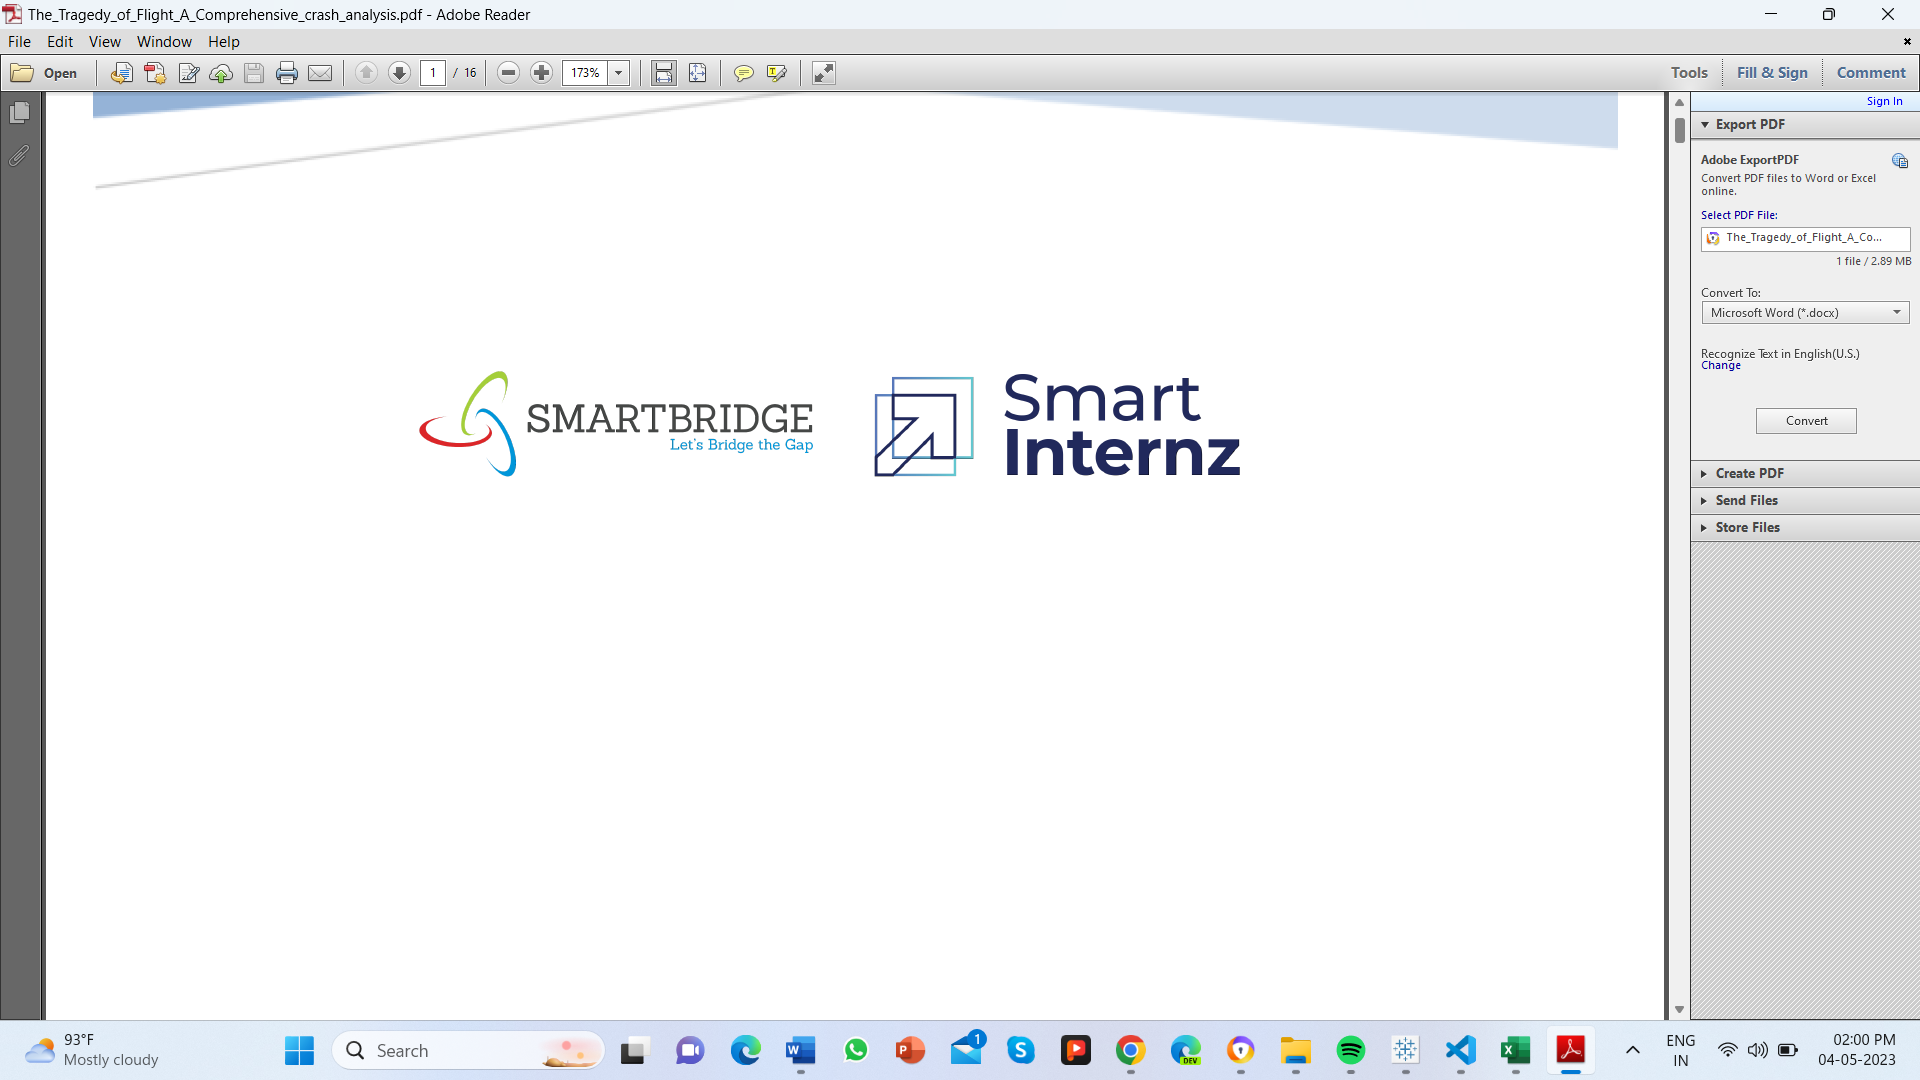 The_Tragedy_of_Flight_A_Comprehensive_crash_analysis.pdf - Adobe Reader
File Edit View Window Help
Open 1 / 16 173% Tools Fill & Sign Comment
Sign In
Export PDF
Adobe ExportPDF
Convert PDF files to Word or Excel
online.
Select PDF File:
The_Tragedy_of_Flight_A_Co...
1 file / 2.89 MB
Convert To:
Microsoft Word (*.docx)
Recognize Text in English(U.S.)
Change
Convert
Create PDF
Send Files
Store Files
SMARTBRIDGE
Let's Bridge the Gap
Smart
Internz
93°F
Mostly cloudy
Search
1
DEV
ENG
IN
02:00 PM
04-05-2023